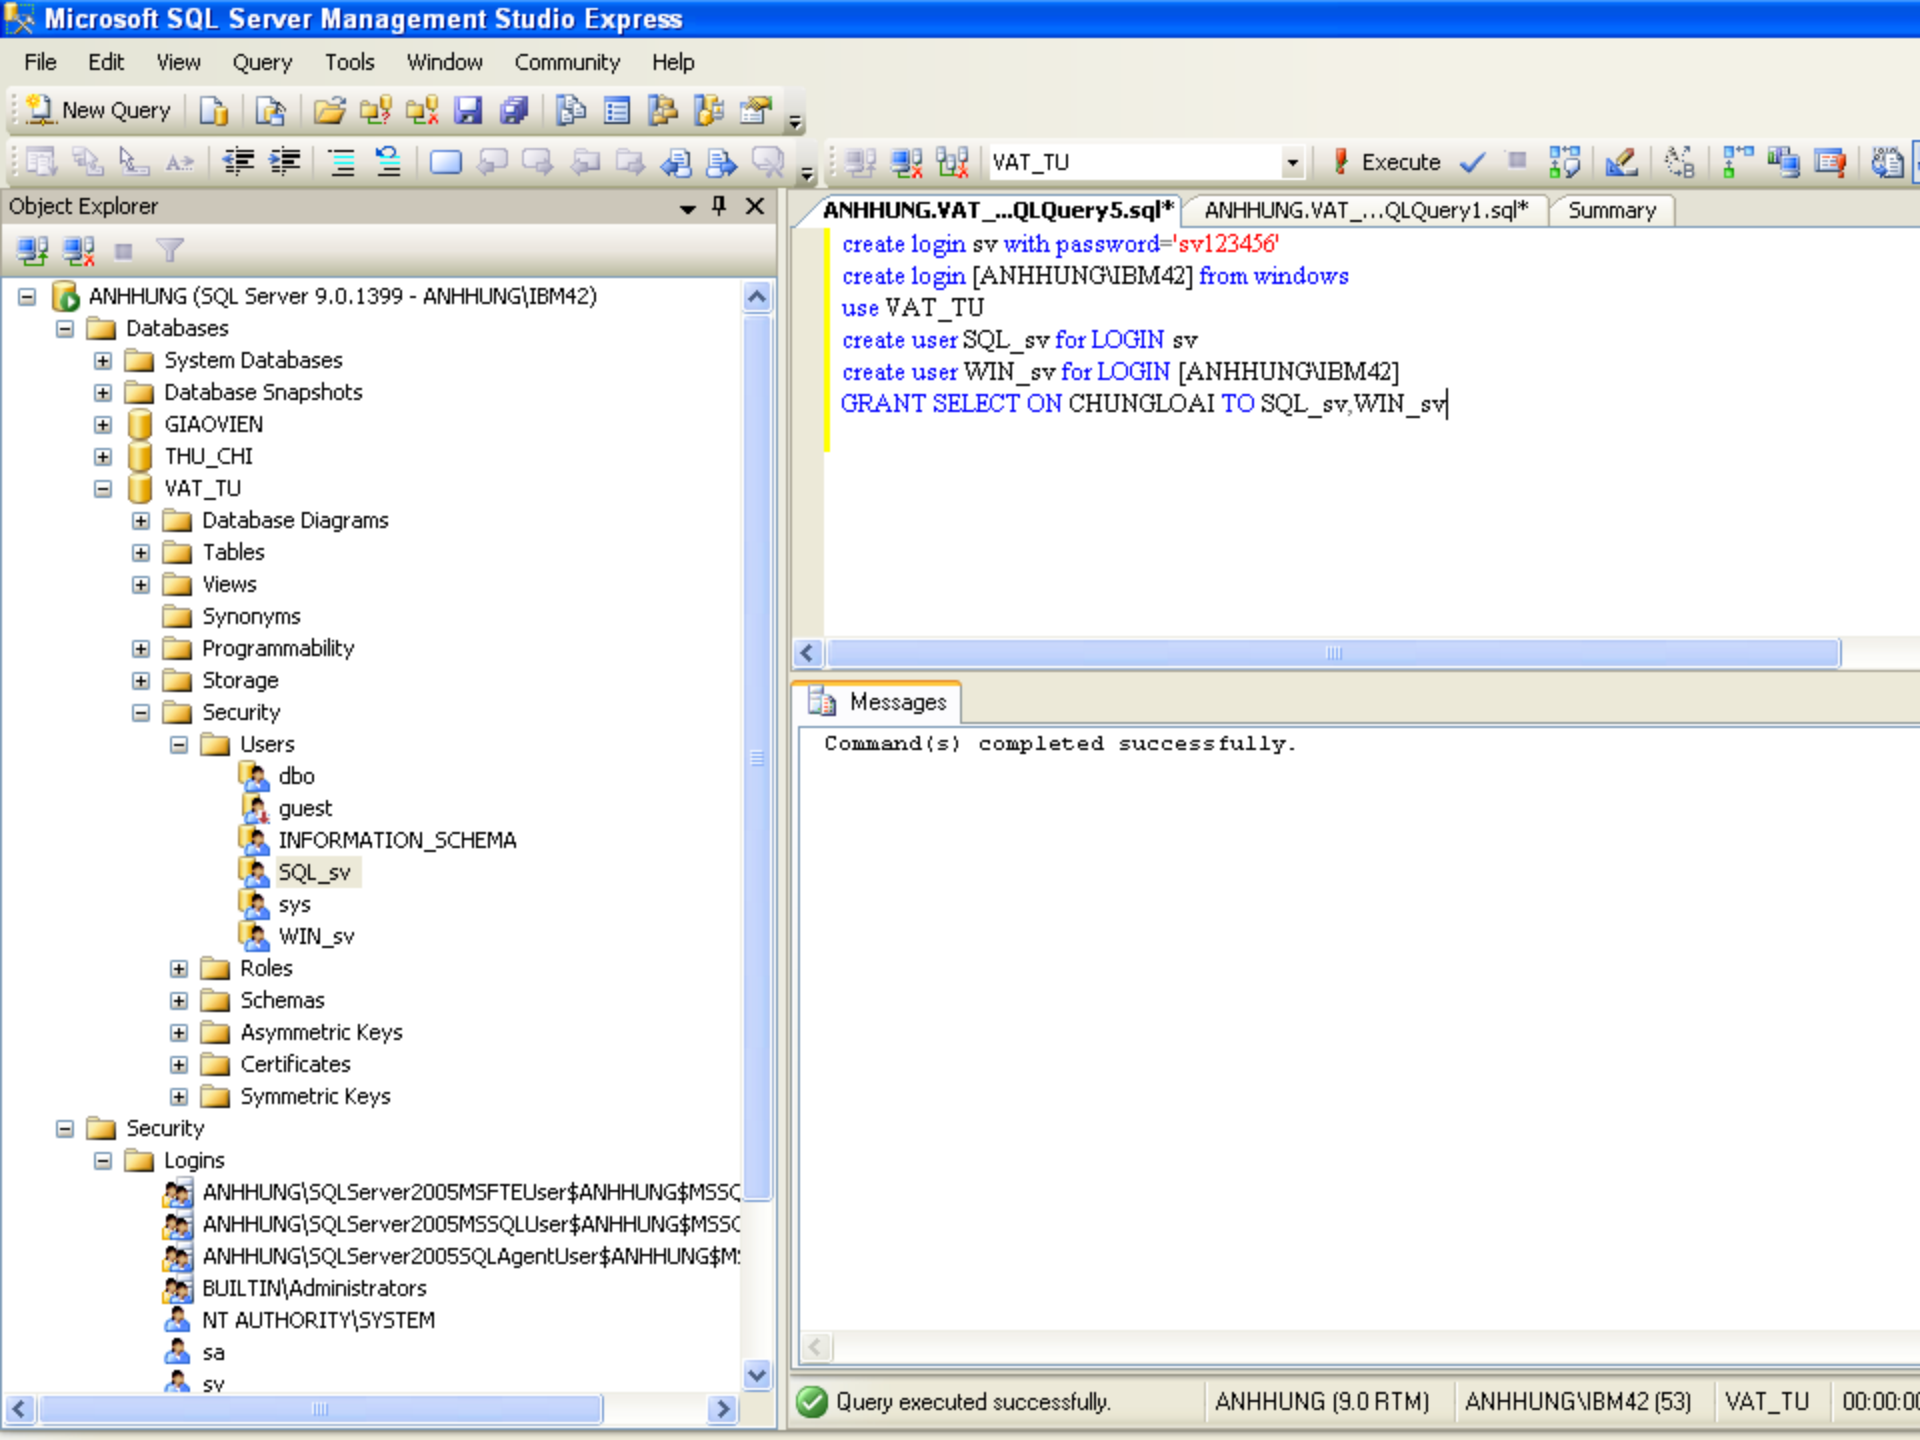 Microsoft SQL Server Management Studio Express
File Edit View Query Tools Window Community Help
New Query
VAT_TU Execute
Object Explorer
ANHHUNG (SQL Server 9.0.1399 - ANHHUNG\IBM42)
Databases
System Databases
Database Snapshots
GIAOVIEN
THU_CHI
VAT_TU
Database Diagrams
Tables
Views
Synonyms
Programmability
Storage
Security
Users
dbo
guest
INFORMATION_SCHEMA
SQL_sv
sys
WIN_sv
Roles
Schemas
Asymmetric Keys
Certificates
Symmetric Keys
Security
Logins
ANHHUNG\SQLServer2005MSFTEUser$ANHHUNG$MSSQ
ANHHUNG\SQLServer2005MSSQLUser$ANHHUNG$MSSQ
ANHHUNG\SQLServer2005SQLAgentUser$ANHHUNG$MS
BUILTIN\Administrators
NT AUTHORITY\SYSTEM
sa
sv
ANHHUNG.VAT_...QLQuery5.sql* ANHHUNG.VAT_...QLQuery1.sql* Summary
create login sv with password='sv123456'
create login [ANHHUNG\IBM42] from windows
use VAT_TU
create user SQL_sv for LOGIN sv
create user WIN_sv for LOGIN [ANHHUNG\IBM42]
GRANT SELECT ON CHUNGLOAI TO SQL_sv,WIN_sv
Messages
Command(s) completed successfully.
Query executed successfully. ANHHUNG (9.0 RTM) ANHHUNG\IBM42 (53) VAT_TU 00:00:00